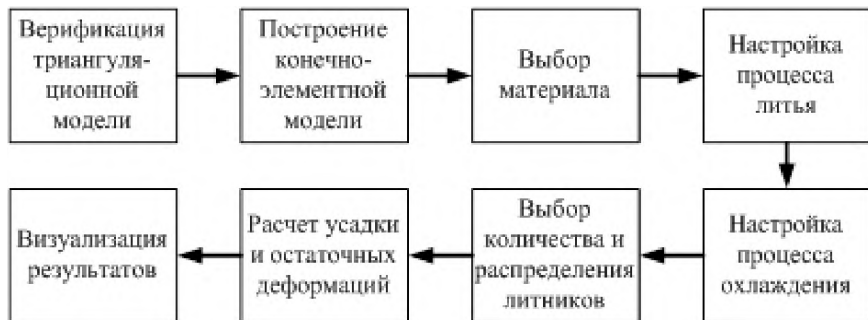 Верификация
триангуля-
ционной
модели
Построение
конечно-
элементной
модели
Выбор
материала
Настройка
процесса
литья
Настройка
процесса
охлаждения
Выбор
количества и
распределения
литников
Расчет усадки
и остаточных
деформаций
Визуализация
результатов